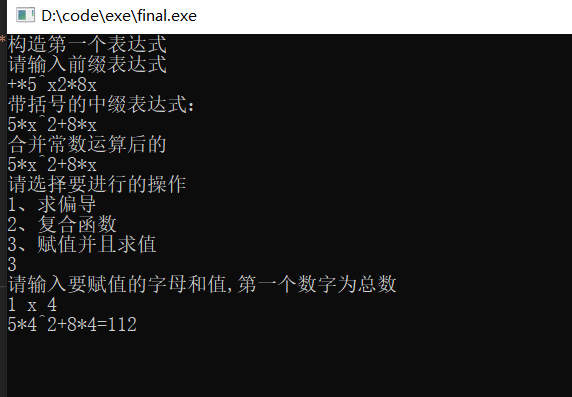 D:\code\exe\final.exe
构造第一个表达式
请输入前缀表达式
+*5^x2*8x
带括号的中缀表达式：
5*x^2+8*x
合并常数运算后的
5*x^2+8*x
请选择要进行的操作
1、求偏导
2、复合函数
3、赋值并且求值
3
请输入要赋值的字母和值,第一个数字为总数
1 x 4
5*4^2+8*4=112